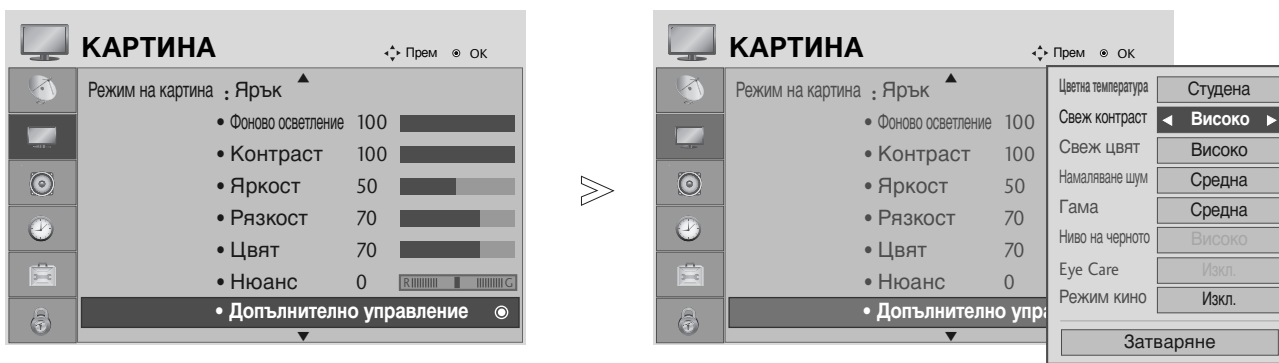 КАРТИНА
Прем ОК
Режим на картина : Ярък
• Фоново осветление 100
• Контраст 100
• Яркост 50
• Рязкост 70
• Цвят 70
• Нюанс 0 R G
• Допълнително управление
КАРТИНА
Прем ОК
Режим на картина : Ярък
• Фоново осветление 100
• Контраст 100
• Яркост 50
• Рязкост 70
• Цвят 70
• Нюанс 0
• Допълнително упра
Цветна температура Студена
Свеж контраст Високо
Свеж цвят Високо
Намаляване шум Средна
Гама Средна
Ниво на черното Високо
Eye Care Изкл.
Режим кино Изкл.
Затваряне